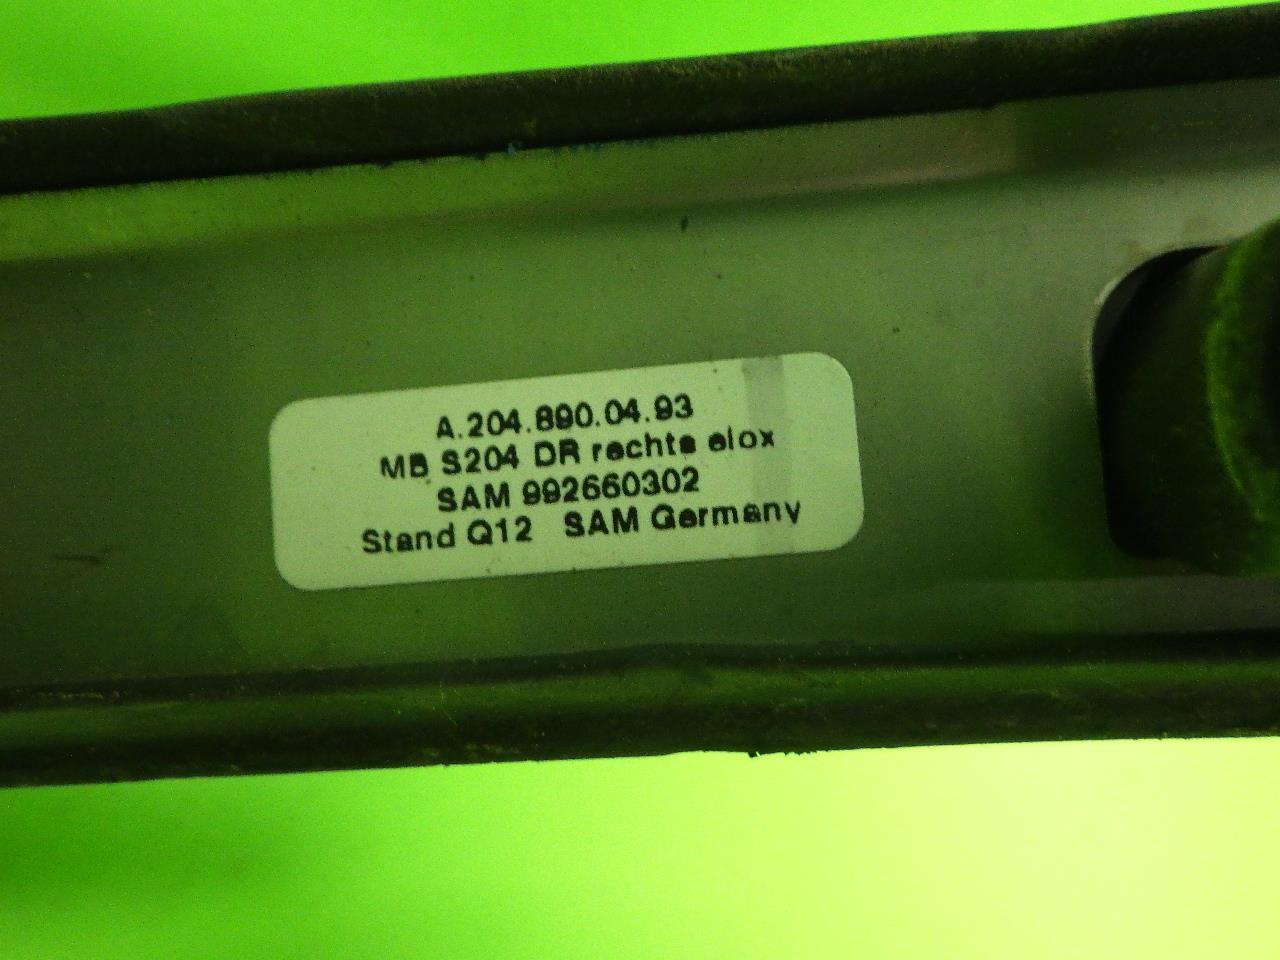 A.204.890.04.93
MB S204 DR rechts elox
SAM 992660302
Stand Q12 SAM Germany